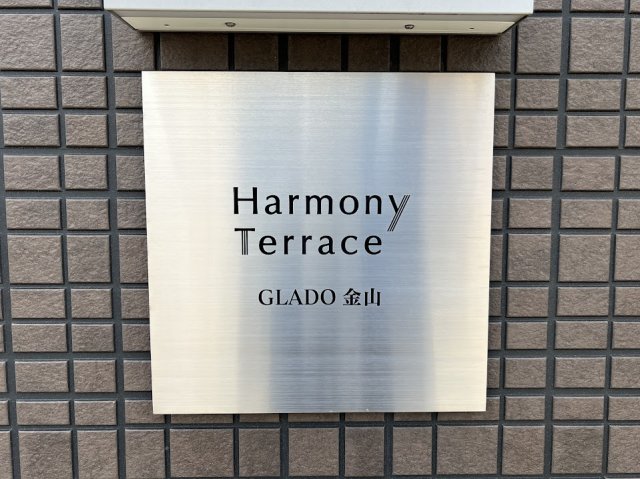 Harmony
Terrace
GLADO 金山